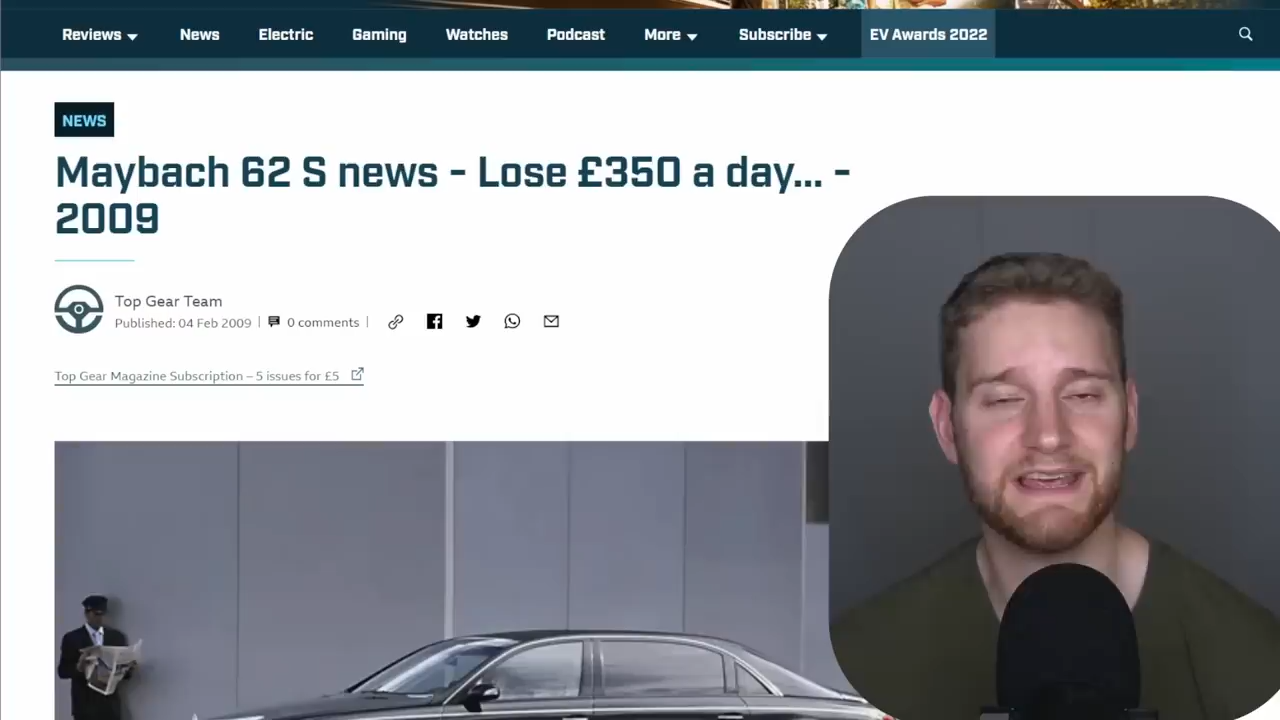 Reviews News Electric Gaming Watches Podcast More Subscribe EV Awards 2022
NEWS
Maybach 62 S news - Lose £350 a day... -
2009
Top Gear Team
Published: 04 Feb 2009 | 0 comments |
Top Gear Magazine Subscription – 5 issues for £5